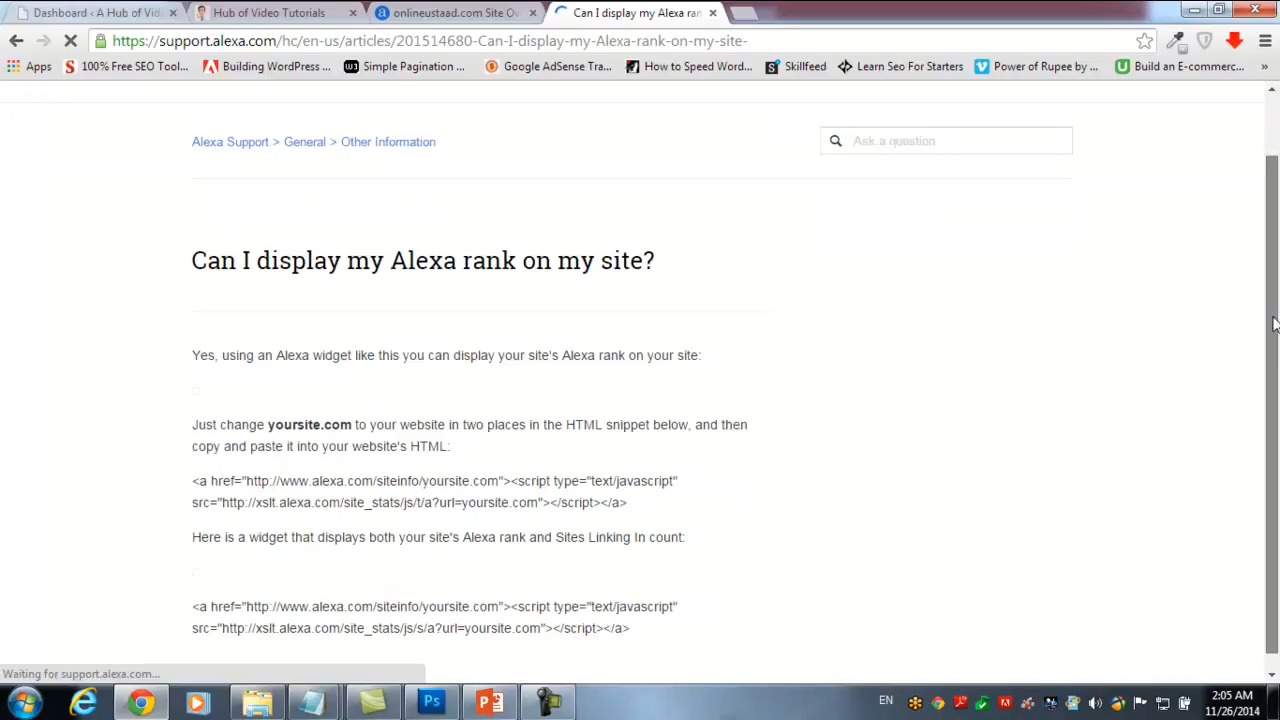 Dashboard ‹ A Hub of Vid
Hub of Video Tutorials
onlineustaad.com Site Ov
Can I display my Alexa ran
https://support.alexa.com/hc/en-us/articles/201514680-Can-I-display-my-Alexa-rank-on-my-site-
Apps
100% Free SEO Tool...
Building WordPress ...
Simple Pagination ...
Google AdSense Tra...
How to Speed Word...
Skillfeed
Learn Seo For Starters
Power of Rupee by ...
Build an E-commerc...
»
Alexa Support > General > Other Information
Ask a question
Can I display my Alexa rank on my site?
Yes, using an Alexa widget like this you can display your site's Alexa rank on your site:
Just change yoursite.com to your website in two places in the HTML snippet below, and then
copy and paste it into your website's HTML:
<a href="http://www.alexa.com/siteinfo/yoursite.com"><script type="text/javascript"
src="http://xslt.alexa.com/site_stats/js/t/a?url=yoursite.com"></script></a>
Here is a widget that displays both your site's Alexa rank and Sites Linking In count:
<a href="http://www.alexa.com/siteinfo/yoursite.com"><script type="text/javascript"
src="http://xslt.alexa.com/site_stats/js/s/a?url=yoursite.com"></script></a>
Waiting for support.alexa.com...
Ps
EN
2:05 AM
11/26/2014